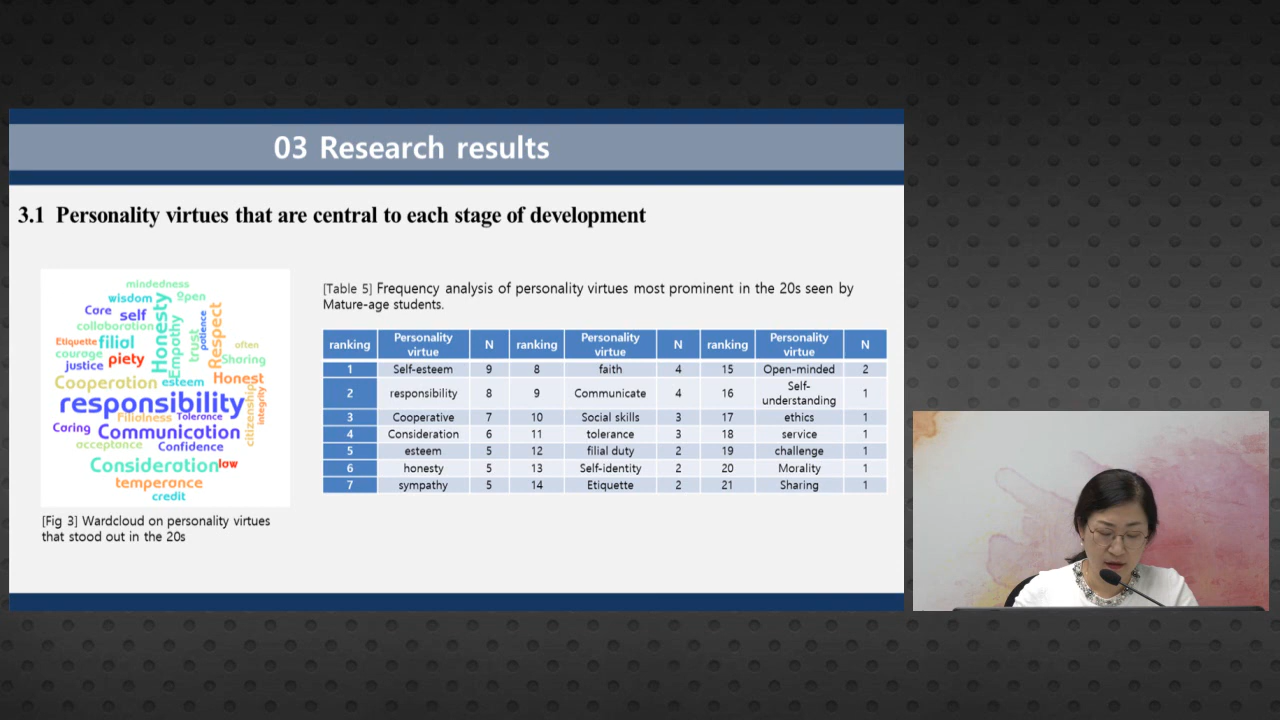 03 Research results
3.1 Personality virtues that are central to each stage of development
mindedness
wisdom Open
Care self
collaboration
Honesty
Empathy
trust
patience
Respect
Etiquette filial
often
courage
piety
Sharing
justice
Cooperation esteem Honest
responsibility
citizenship
integrity
Filialness Tolerance
Caring Communication
acceptance Confidence
Consideration law
temperance
credit
[Fig 3] Wardcloud on personality virtues
that stood out in the 20s
[Table 5] Frequency analysis of personality virtues most prominent in the 20s seen by
Mature-age students.
ranking Personality virtue N ranking Personality virtue N ranking Personality virtue N
1 Self-esteem 9 8 faith 4 15 Open-minded 2
2 responsibility 8 9 Communicate 4 16 Self-understanding 1
3 Cooperative 7 10 Social skills 3 17 ethics 1
4 Consideration 6 11 tolerance 3 18 service 1
5 esteem 5 12 filial duty 2 19 challenge 1
6 honesty 5 13 Self-identity 2 20 Morality 1
7 sympathy 5 14 Etiquette 2 21 Sharing 1